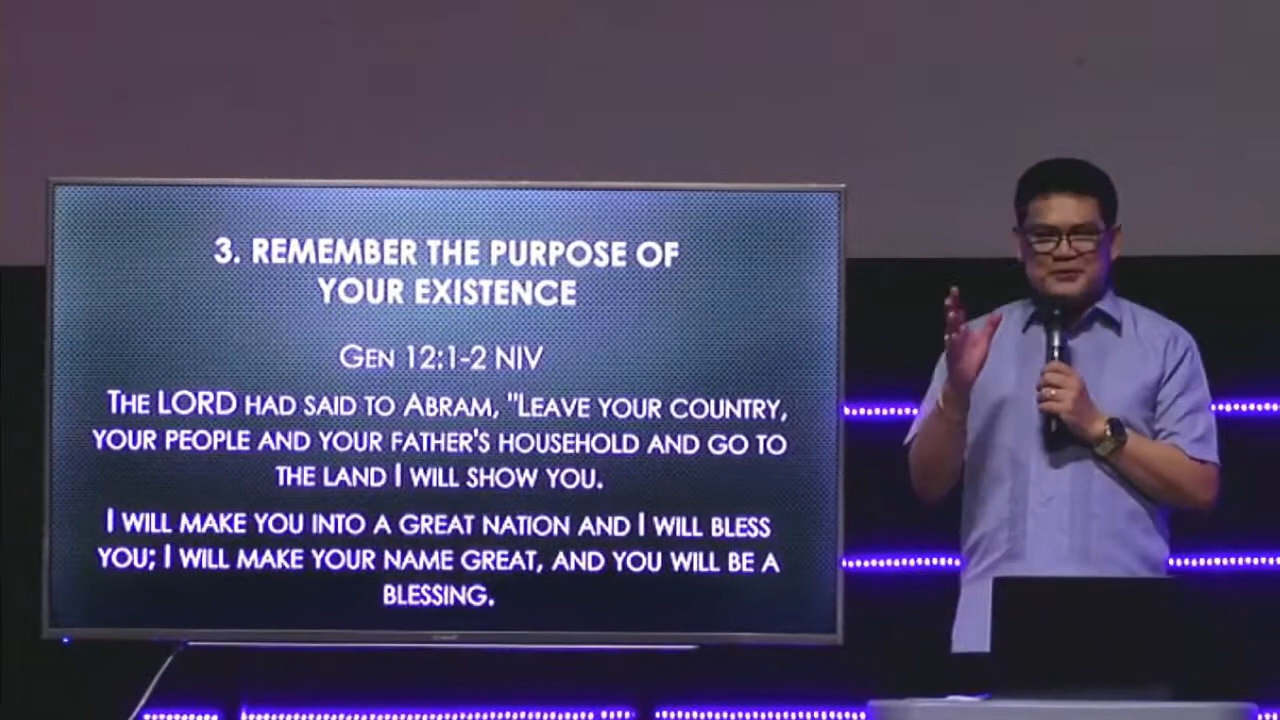 3. REMEMBER THE PURPOSE OF
YOUR EXISTENCE
GEN 12:1-2 NIV
THE LORD HAD SAID TO ABRAM, "LEAVE YOUR COUNTRY,
YOUR PEOPLE AND YOUR FATHER'S HOUSEHOLD AND GO TO
THE LAND I WILL SHOW YOU.
I WILL MAKE YOU INTO A GREAT NATION AND I WILL BLESS
YOU; I WILL MAKE YOUR NAME GREAT, AND YOU WILL BE A
BLESSING.